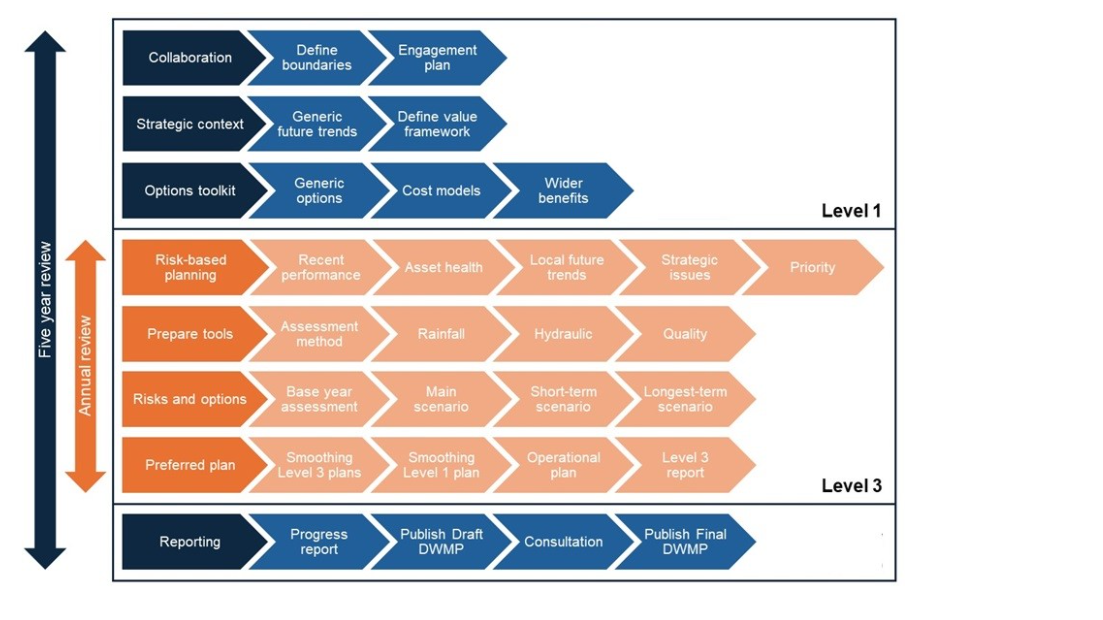 Five year review
Annual review
Collaboration
Define
boundaries
Engagement
plan
Strategic context
Generic
future trends
Define value
framework
Options toolkit
Generic
options
Cost models
Wider
benefits
Level 1
Risk-based
planning
Recent
performance
Asset health
Local future
trends
Strategic
issues
Priority
Prepare tools
Assessment
method
Rainfall
Hydraulic
Quality
Risks and options
Base year
assessment
Main
scenario
Short-term
scenario
Longest-term
scenario
Preferred plan
Smoothing
Level 3 plans
Smoothing
Level 1 plan
Operational
plan
Level 3
report
Level 3
Reporting
Progress
report
Publish Draft
DWMP
Consultation
Publish Final
DWMP